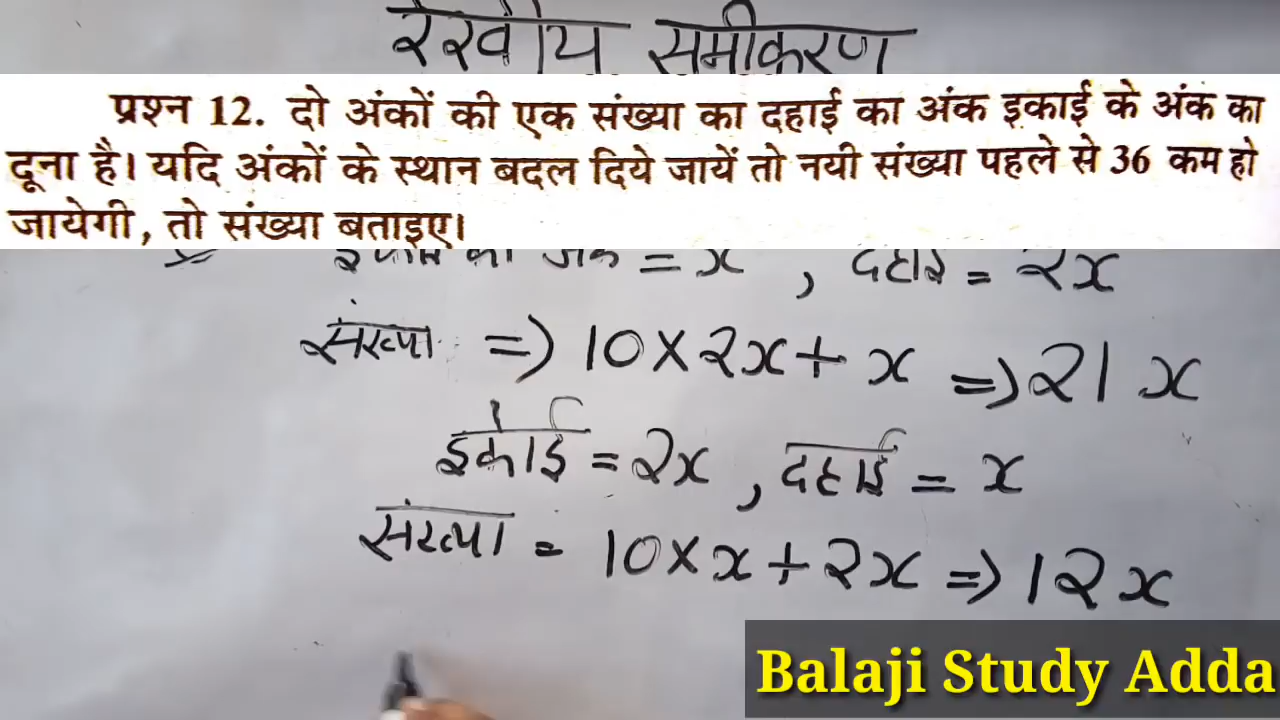 रेखीय समीकरण
प्रश्न 12. दो अंकों की एक संख्या का दहाई का अंक इकाई के अंक का
दूना है। यदि अंकों के स्थान बदल दिये जायें तो नयी संख्या पहले से 36 कम हो
जायेगी, तो संख्या बताइए।
इकाई का अंक = x , दहाई = 2x
संख्या => 10×2x+x => 21x
इकाई = 2x , दहाई = x
संख्या = 10×x+2x => 12x
Balaji Study Adda